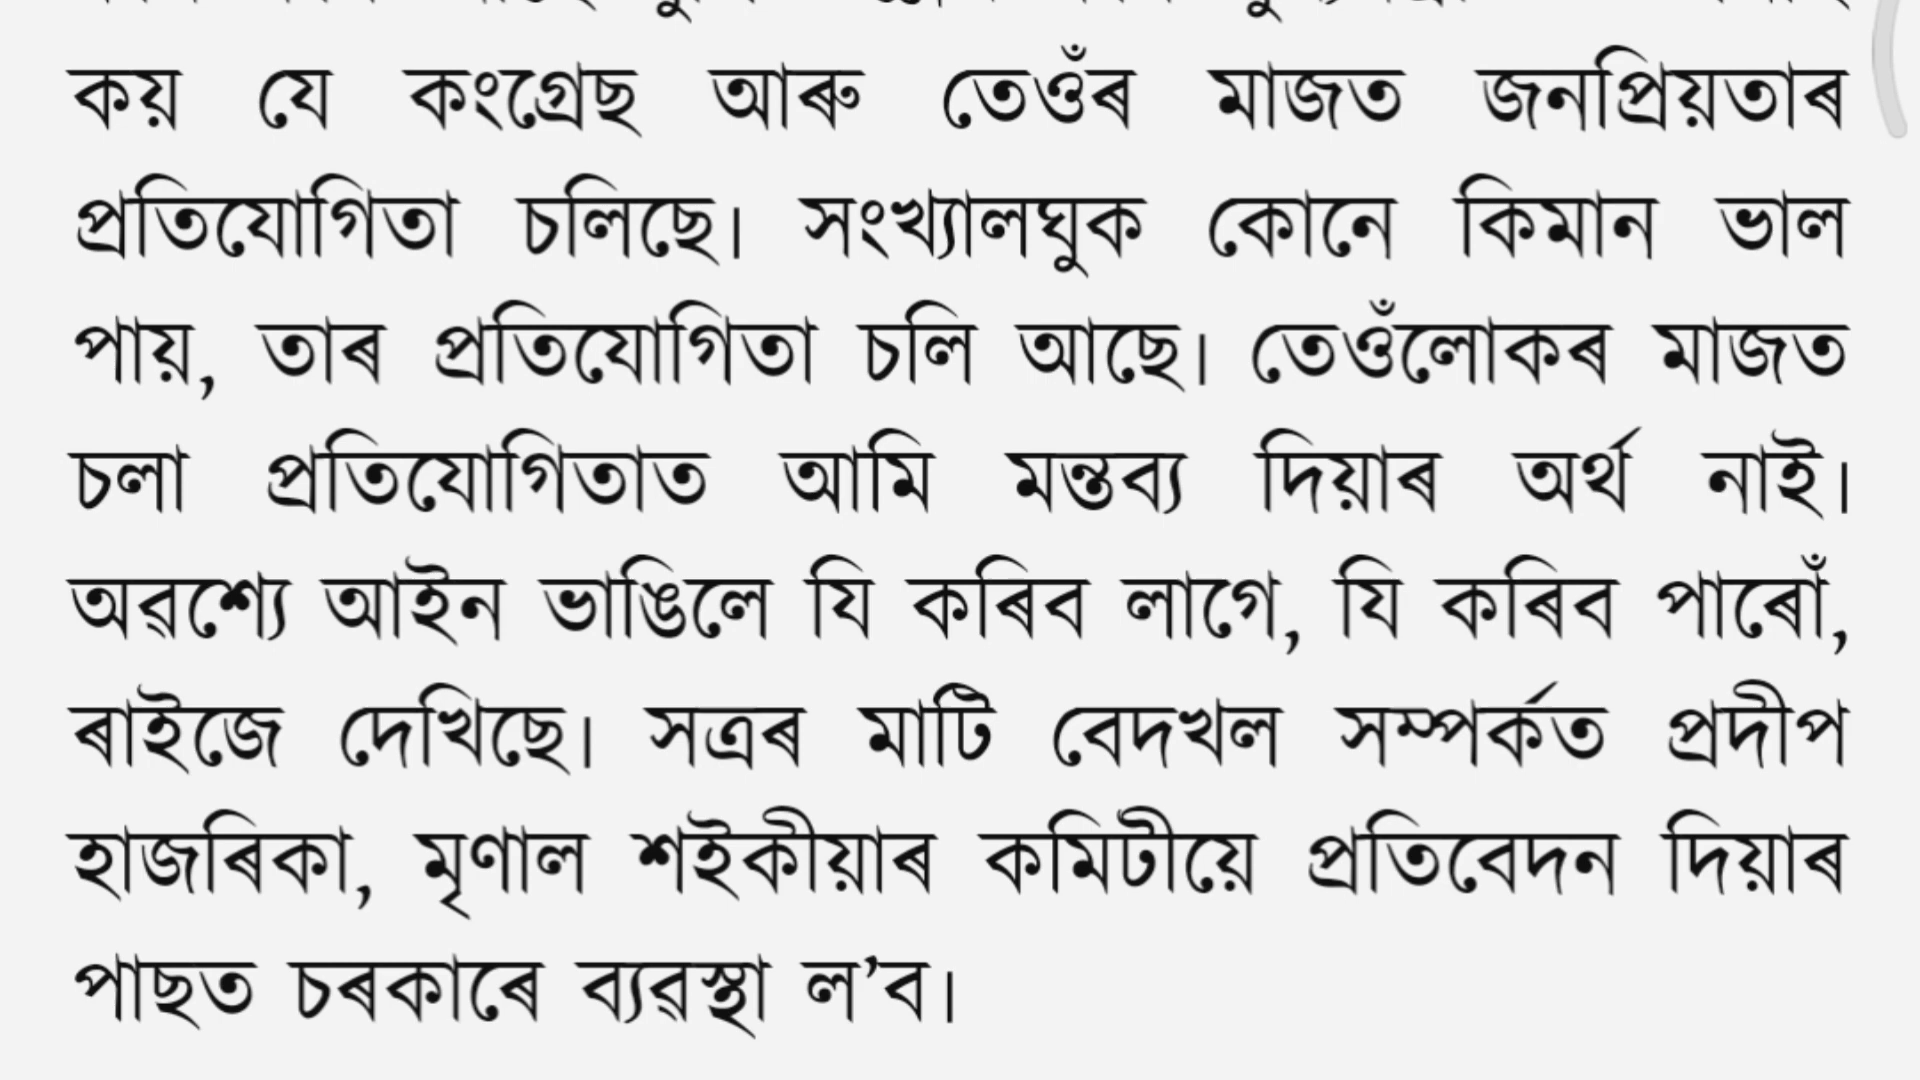 কয় যে কংগ্ৰেছ আৰু তেওঁৰ মাজত জনপ্ৰিয়তাৰ
প্ৰতিযোগিতা চলিছে। সংখ্যালঘুক কোনে কিমান ভাল
পায়, তাৰ প্ৰতিযোগিতা চলি আছে। তেওঁলোকৰ মাজত
চলা প্ৰতিযোগিতাত আমি মন্তব্য দিয়াৰ অৰ্থ নাই।
অৱশ্যে আইন ভাঙিলে যি কৰিব লাগে, যি কৰিব পাৰোঁ,
ৰাইজে দেখিছে। সত্ৰৰ মাটি বেদখল সম্পৰ্কত প্ৰদীপ
হাজৰিকা, মৃণাল শইকীয়াৰ কমিটীয়ে প্ৰতিবেদন দিয়াৰ
পাছত চৰকাৰে ব্যৱস্থা ল’ব।